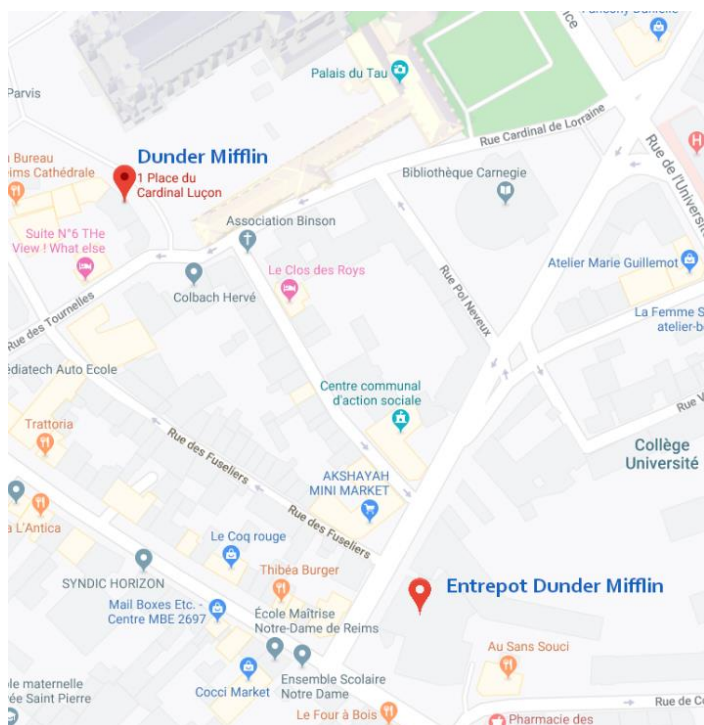 Palais du Tau
Parvis
Rue Cardinal de Lorraine
Rue de l'Université
H
Bureau
Cathédrale
Dunder Mifflin
1 Place du
Cardinal Luçon
Bibliothèque Carnegie
Association Binson
Suite N°6 THe
View ! What else
Le Clos des Roys
Atelier Marie Guillemot
Colbach Hervé
Rue Pol Neveux
Rue des Tournelles
La Femme S
atelier-b
Auto Ecole
Centre communal
d'action sociale
Trattoria
Rue des Fuseliers
Rue V
Collège
Université
AKSHAYAH
MINI MARKET
Rue des Fuseliers
L'Antica
Le Coq rouge
SYNDIC HORIZON
Thibéa Burger
Entrepot Dunder Mifflin
Mail Boxes Etc. -
Centre MBE 2697
École Maîtrise
Notre-Dame de Reims
Au Sans Souci
Ensemble Scolaire
Notre Dame
maternelle
Saint Pierre
Cocci Market
Rue de Co
Le Four à Bois
Pharmacie des